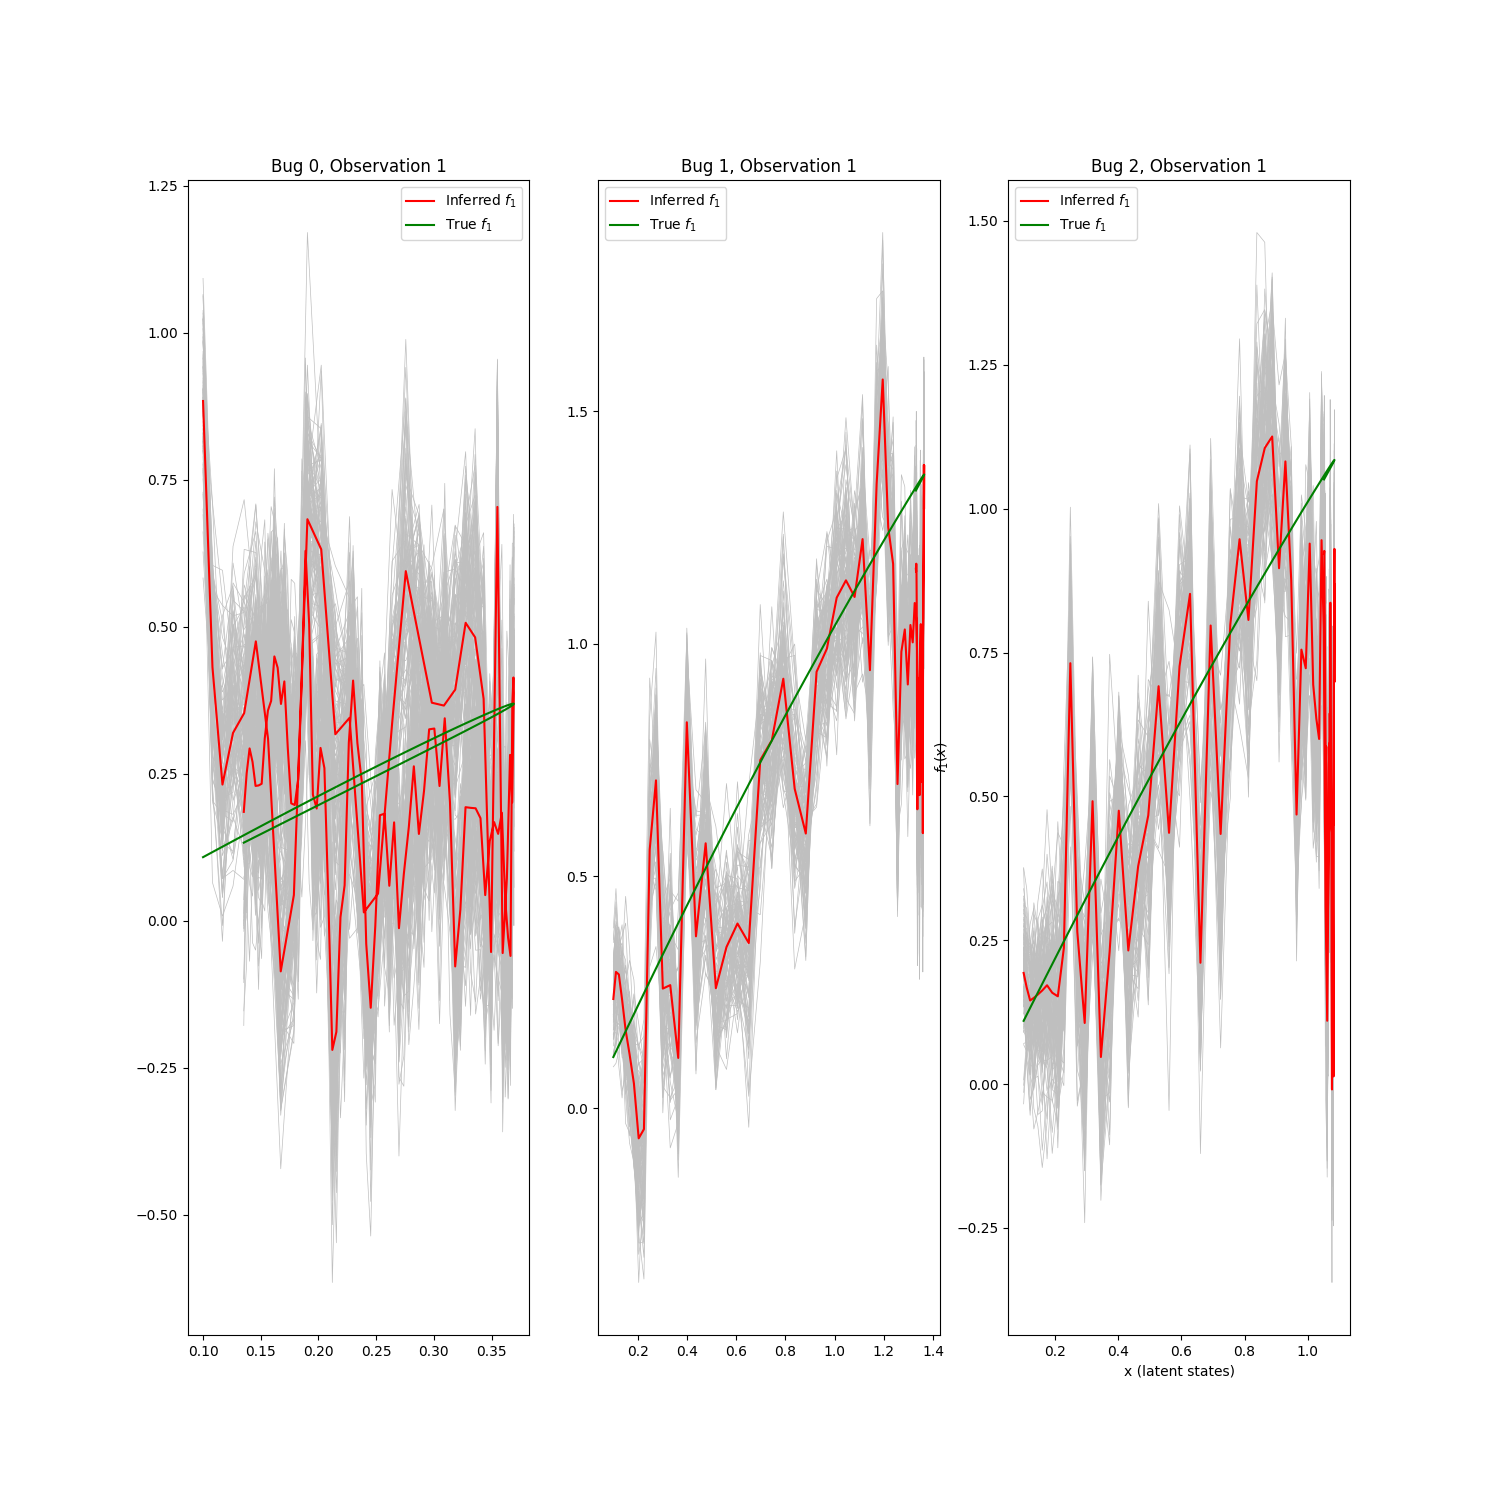 Bug 0, Observation 1
Inferred f₁
True f₁
1.25
1.00
0.75
0.50
0.25
0.00
−0.25
−0.50
0.10 0.15 0.20 0.25 0.30 0.35
Bug 1, Observation 1
Inferred f₁
True f₁
1.5
1.0
0.5
0.0
0.2 0.4 0.6 0.8 1.0 1.2 1.4
Bug 2, Observation 1
Inferred f₁
True f₁
f₁(x)
1.50
1.25
1.00
0.75
0.50
0.25
0.00
−0.25
0.2 0.4 0.6 0.8 1.0
x (latent states)